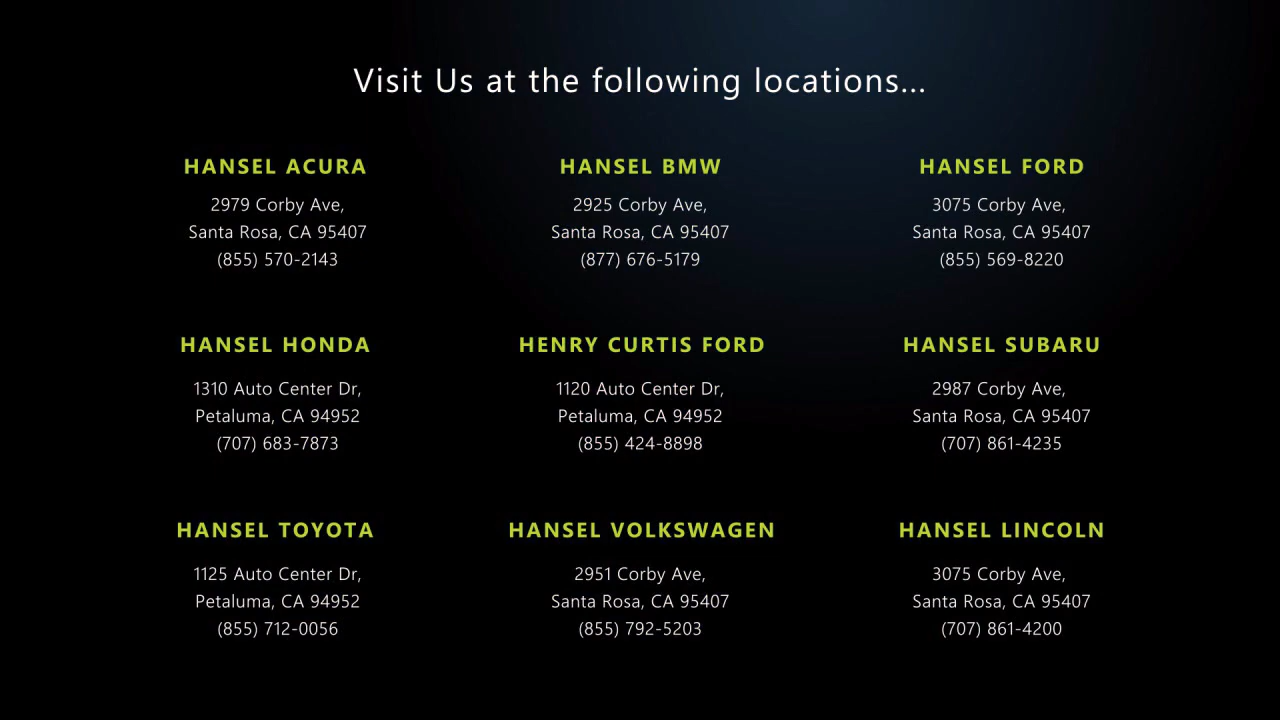 Visit Us at the following locations...
HANSEL ACURA
2979 Corby Ave,
Santa Rosa, CA 95407
(855) 570-2143
HANSEL BMW
2925 Corby Ave,
Santa Rosa, CA 95407
(877) 676-5179
HANSEL FORD
3075 Corby Ave,
Santa Rosa, CA 95407
(855) 569-8220
HANSEL HONDA
1310 Auto Center Dr,
Petaluma, CA 94952
(707) 683-7873
HENRY CURTIS FORD
1120 Auto Center Dr,
Petaluma, CA 94952
(855) 424-8898
HANSEL SUBARU
2987 Corby Ave,
Santa Rosa, CA 95407
(707) 861-4235
HANSEL TOYOTA
1125 Auto Center Dr,
Petaluma, CA 94952
(855) 712-0056
HANSEL VOLKSWAGEN
2951 Corby Ave,
Santa Rosa, CA 95407
(855) 792-5203
HANSEL LINCOLN
3075 Corby Ave,
Santa Rosa, CA 95407
(707) 861-4200